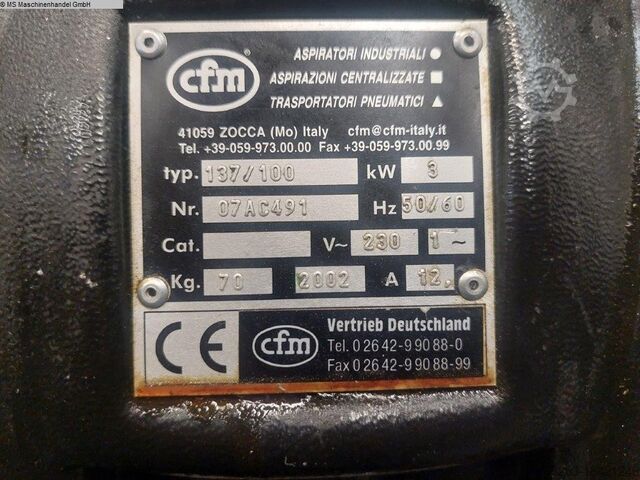 © MS Maschinenhandel GmbH
cfm
ASPIRATORI INDUSTRIALI ●
ASPIRAZIONI CENTRALIZZATE ■
TRASPORTATORI PNEUMATICI ▲
41059 ZOCCA (Mo) Italy cfm@cfm-italy.it
Tel. +39-059-973.00.00 Fax +39-059-973.00.99
typ. 137/100 kW 3
Nr. 07AC491 Hz 50/60
Cat. V~ 230 1~
Kg. 70 2002 A 12.
CE cfm
Vertrieb Deutschland
Tel. 0 26 42-9 90 88-0
Fax 0 26 42-9 90 88-99